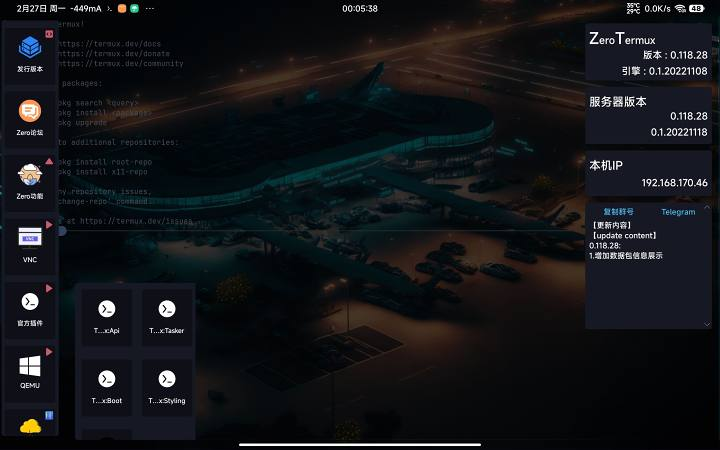 2月27日 周一 -449mA
00:05:38
35℃
29℃
0.0K/s
48
ermux!
https://termux.dev/docs
https://termux.dev/donate
https://termux.dev/community
packages:
pkg search <query>
pkg install <package>
pkg upgrade
to additional repositories:
pkg install root-repo
pkg install x11-repo
ny repository issues,
change-repo' command.
s at https://termux.dev/issues
发行版本
Zero论坛
Zero功能
VNC
VNC
官方插件
QEMU
T...x:Api
T...x:Tasker
T...x:Boot
T...x:Styling
ZeroTermux
版本 : 0.118.28
引擎 : 0.1.20221108
服务器版本
0.118.28
0.1.20221118
本机IP
192.168.170.46
复制群号
Telegram
【更新内容】
【update content】
0.118.28:
1.增加数据包信息展示